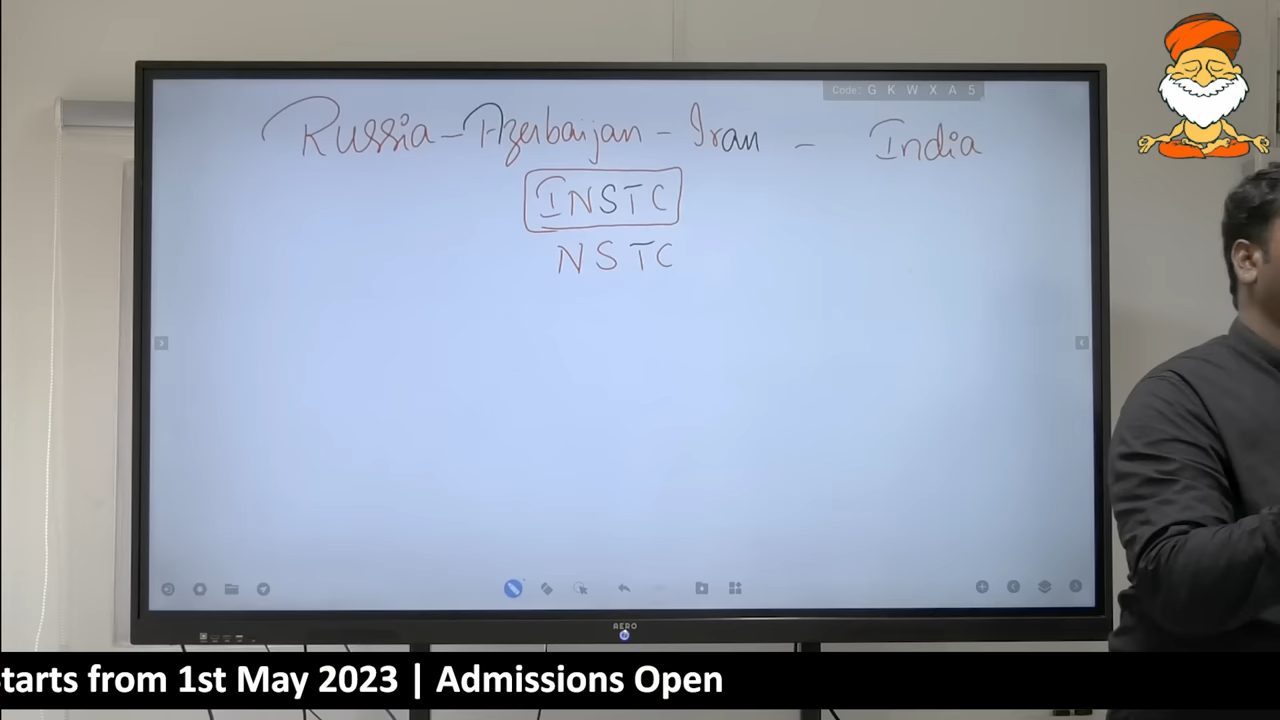 Code: G K W X A 5
Russia - Azerbaijan - Iran - India
INSTC
NSTC
AERO
tarts from 1st May 2023 | Admissions Open